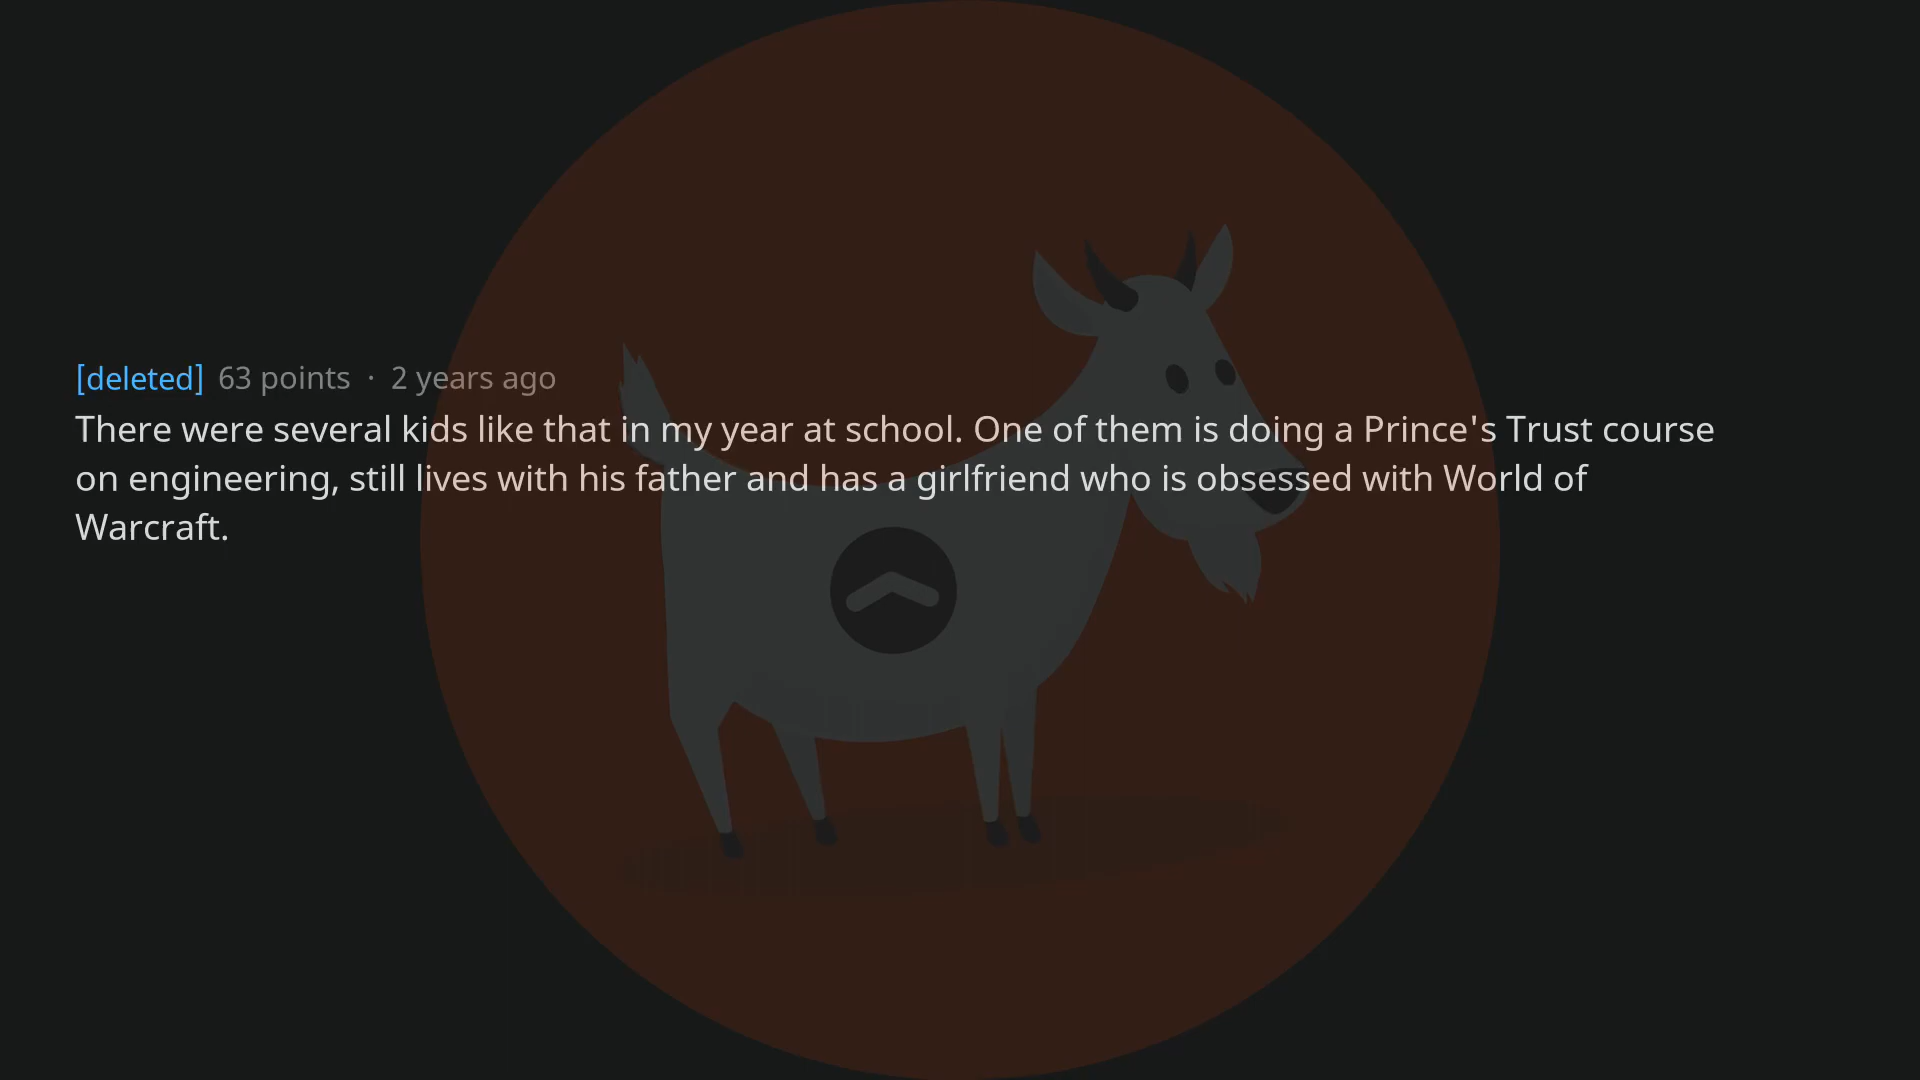 [deleted] 63 points · 2 years ago
There were several kids like that in my year at school. One of them is doing a Prince's Trust course
on engineering, still lives with his father and has a girlfriend who is obsessed with World of
Warcraft.